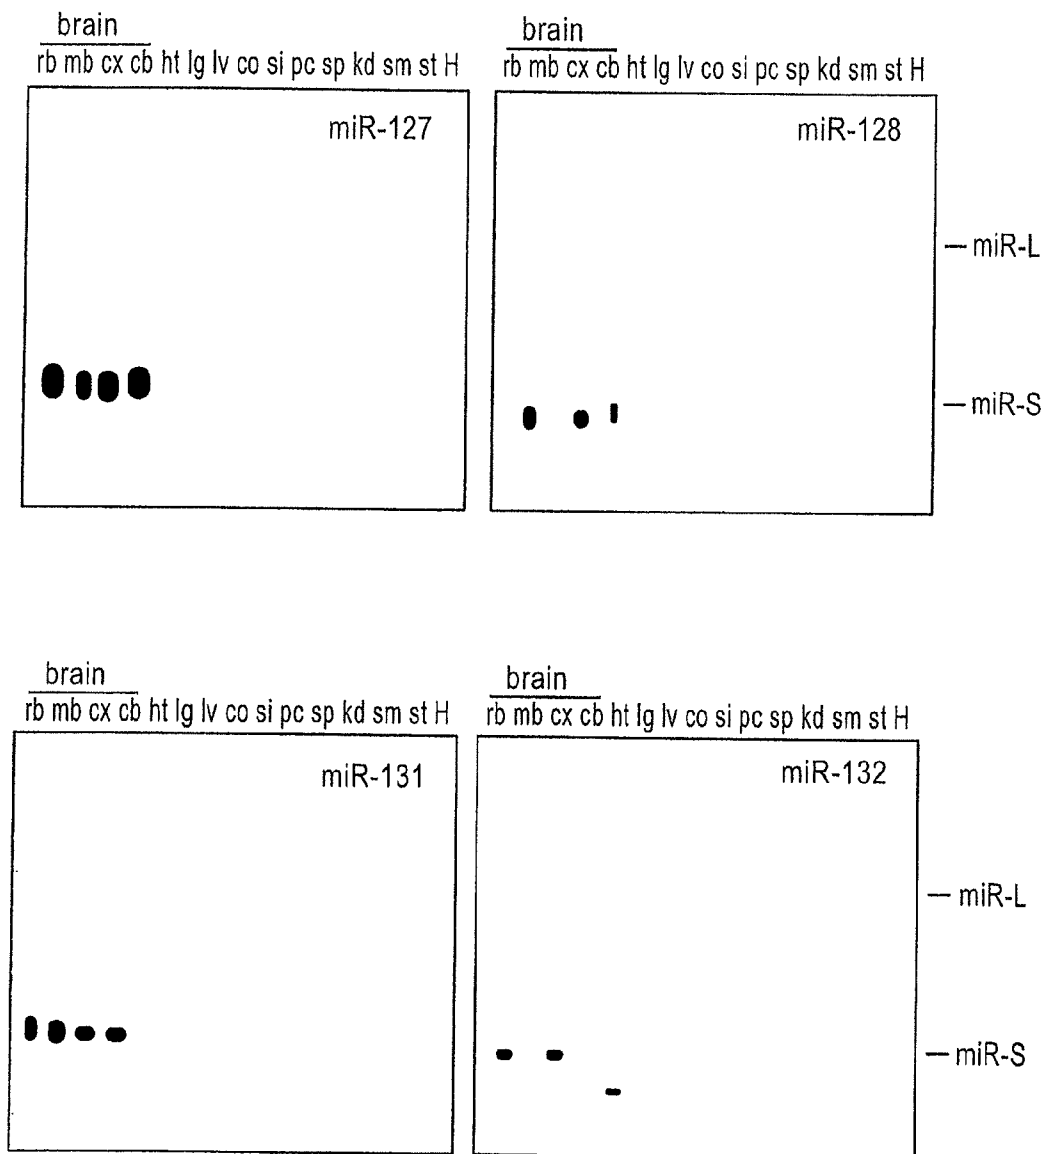 brain
rb mb cx cb ht lg lv co si pc sp kd sm st H
miR-127
brain
rb mb cx cb ht lg lv co si pc sp kd sm st H
miR-128
miR-L
miR-S
brain
rb mb cx cb ht lg lv co si pc sp kd sm st H
miR-131
brain
rb mb cx cb ht lg lv co si pc sp kd sm st H
miR-132
miR-L
miR-S